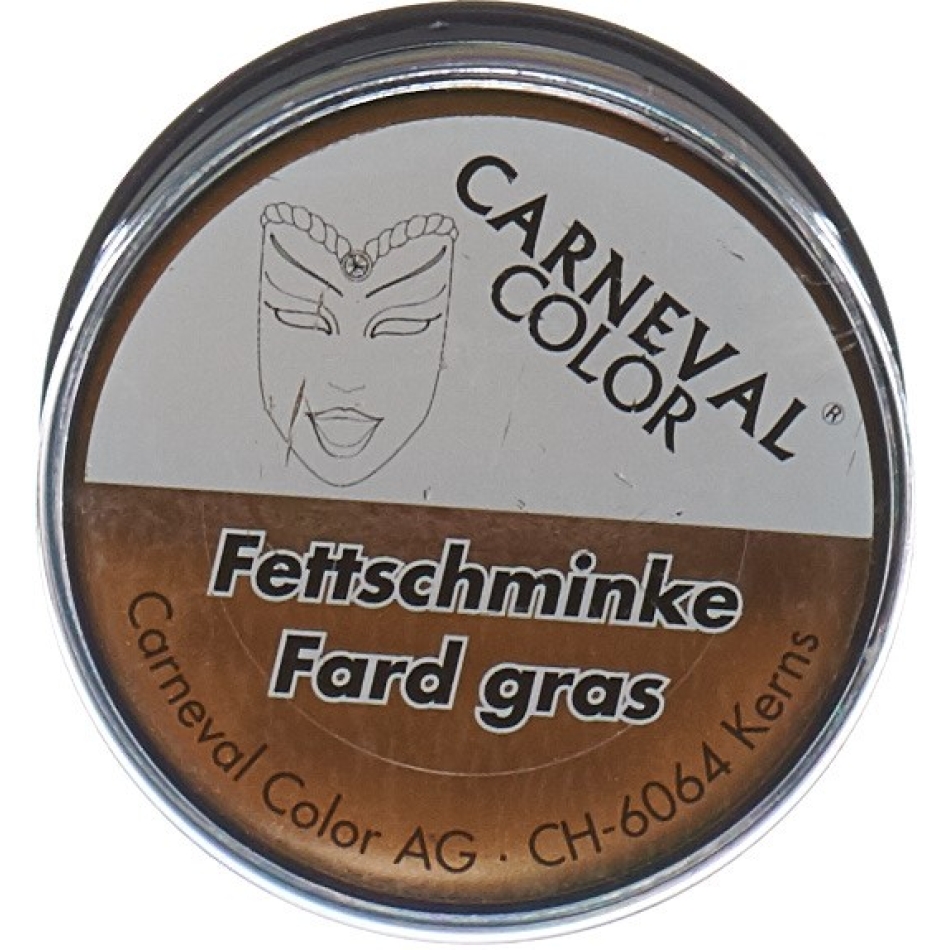 CARNEVAL ®
COLOR
Fettschminke
Fard gras
Carneval Color AG · CH-6064 Kerns